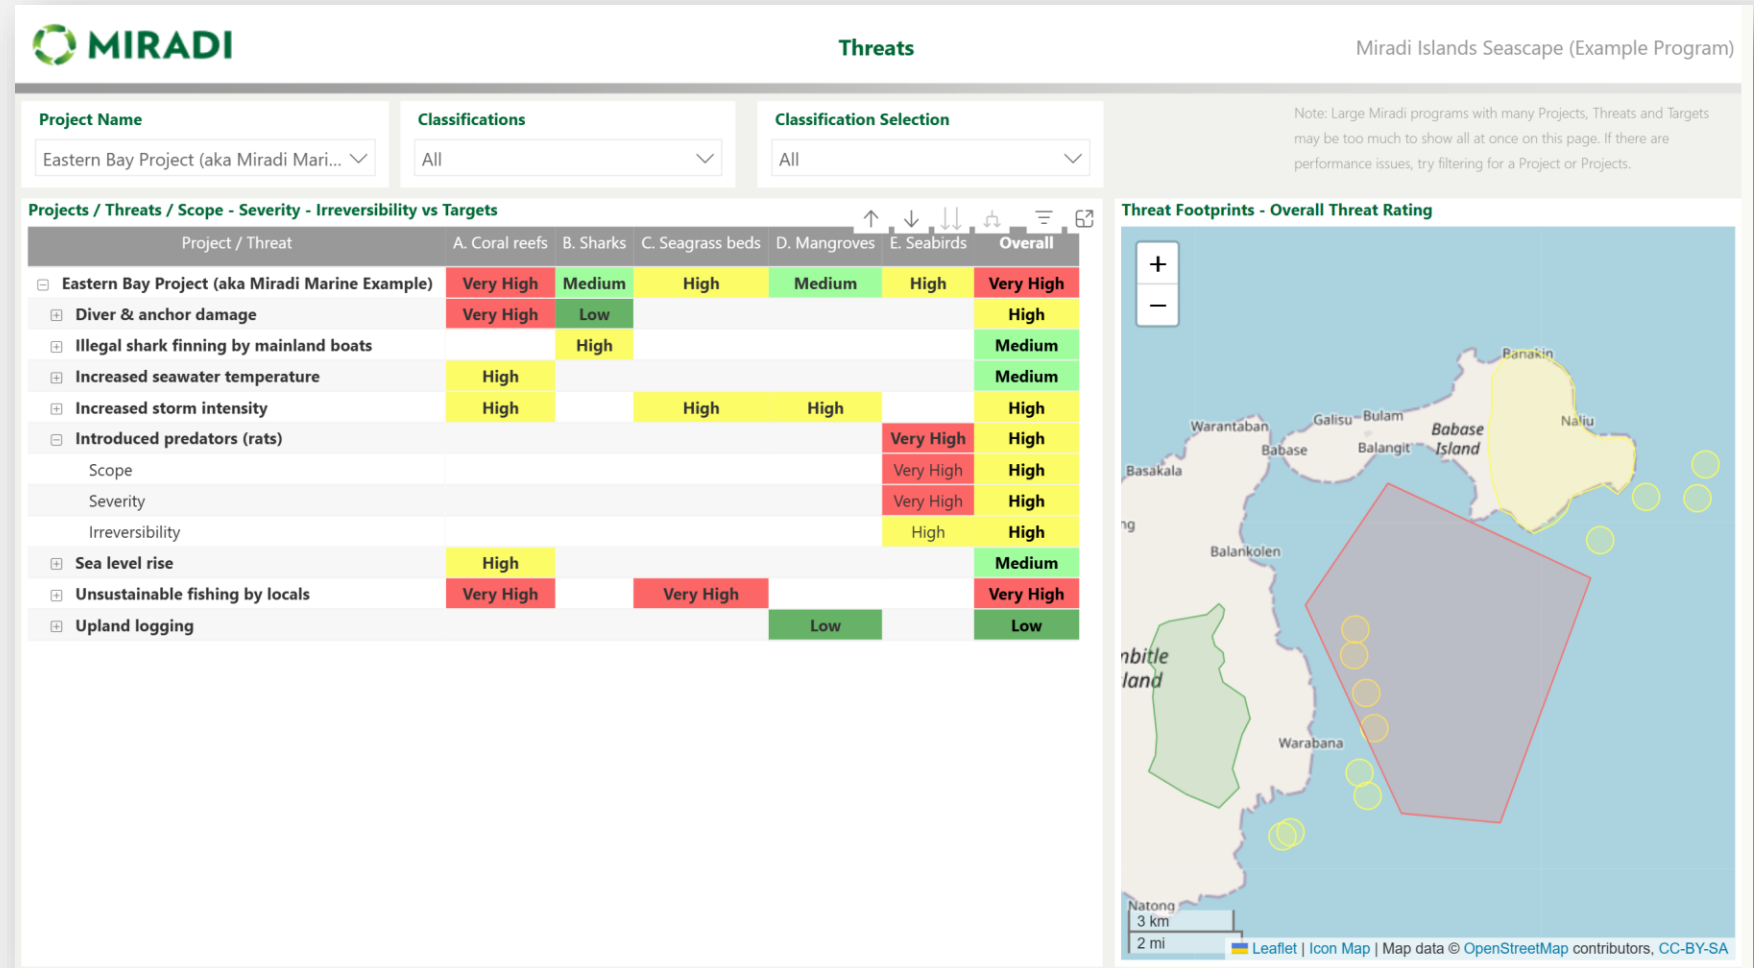 MIRADI
Threats
Miradi Islands Seascape (Example Program)
Project Name
Eastern Bay Project (aka Miradi Mari...
Classifications
All
Classification Selection
All
Note: Large Miradi programs with many Projects, Threats and Targets
may be too much to show all at once on this page. If there are
performance issues, try filtering for a Project or Projects.
Projects / Threats / Scope - Severity - Irreversibility vs Targets
Project / Threat A. Coral reefs B. Sharks C. Seagrass beds D. Mangroves E. Seabirds Overall
Eastern Bay Project (aka Miradi Marine Example) Very High Medium High Medium High Very High
Diver & anchor damage Very High Low High
Illegal shark finning by mainland boats High Medium
Increased seawater temperature High Medium
Increased storm intensity High High High High
Introduced predators (rats) Very High High
Scope Very High High
Severity Very High High
Irreversibility High High
Sea level rise High Medium
Unsustainable fishing by locals Very High Very High Very High
Upland logging Low Low
Threat Footprints - Overall Threat Rating
+
−
Banakin
Naliu
Warantaban
Galisu
Bulam
Babase
Island
Babase
Balangit
Basakala
ng
Balankolen
mbitle
land
Warabana
Natong
3 km
2 mi
Leaflet | Icon Map | Map data © OpenStreetMap contributors, CC-BY-SA